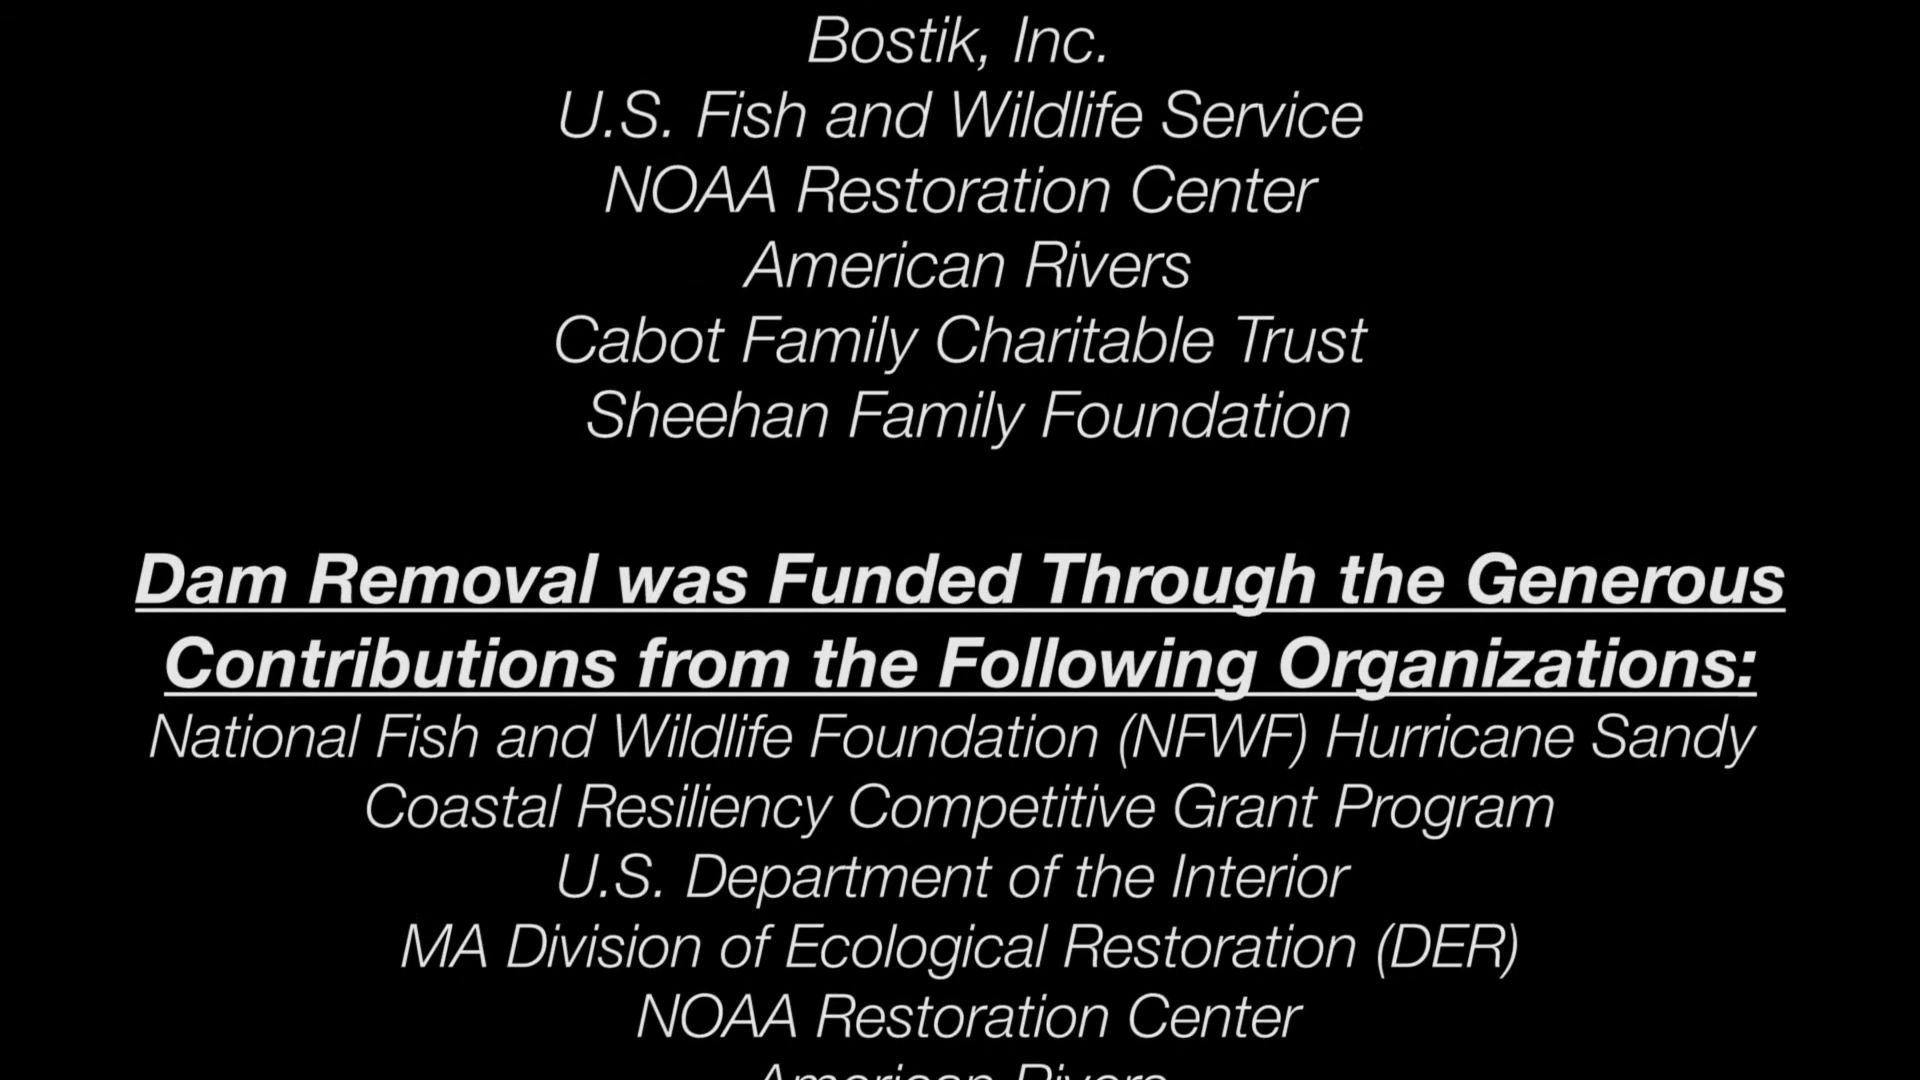 Bostik, Inc.
U.S. Fish and Wildlife Service
NOAA Restoration Center
American Rivers
Cabot Family Charitable Trust
Sheehan Family Foundation
Dam Removal was Funded Through the Generous
Contributions from the Following Organizations:
National Fish and Wildlife Foundation (NFWF) Hurricane Sandy
Coastal Resiliency Competitive Grant Program
U.S. Department of the Interior
MA Division of Ecological Restoration (DER)
NOAA Restoration Center
American Rivers